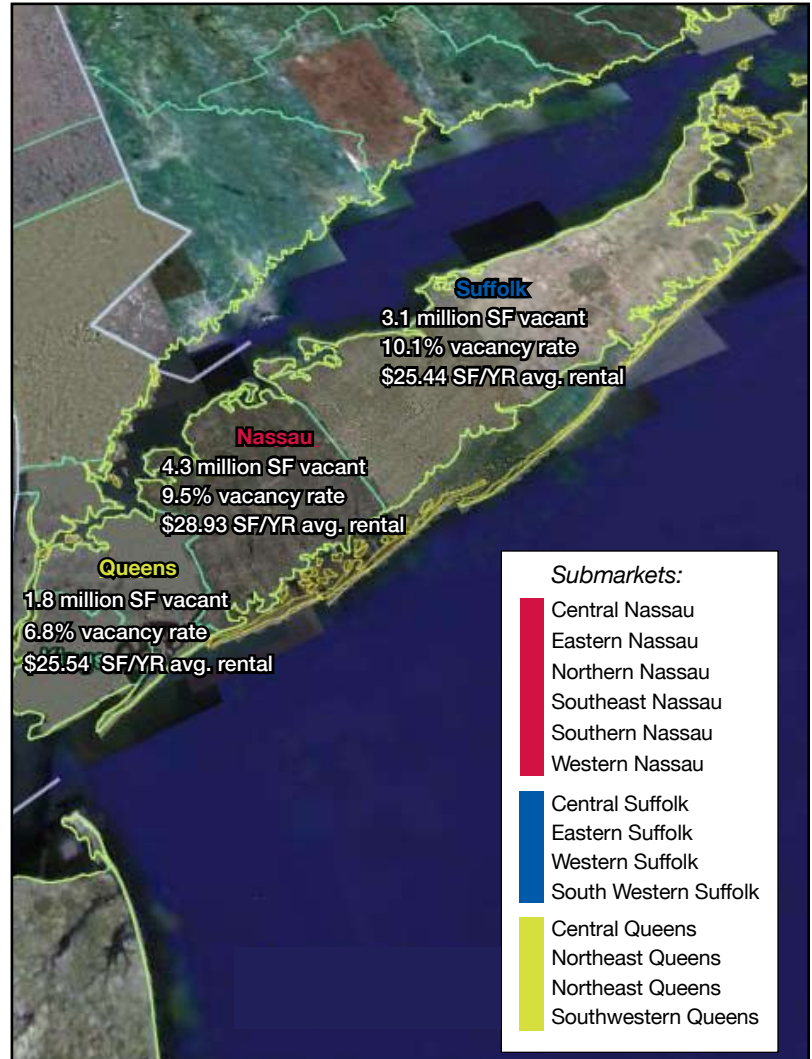 Suffolk
3.1 million SF vacant
10.1% vacancy rate
$25.44 SF/YR avg. rental
Nassau
4.3 million SF vacant
9.5% vacancy rate
$28.93 SF/YR avg. rental
Queens
1.8 million SF vacant
6.8% vacancy rate
$25.54 SF/YR avg. rental
Submarkets:
Central Nassau
Eastern Nassau
Northern Nassau
Southeast Nassau
Southern Nassau
Western Nassau
Central Suffolk
Eastern Suffolk
Western Suffolk
South Western Suffolk
Central Queens
Northeast Queens
Northeast Queens
Southwestern Queens